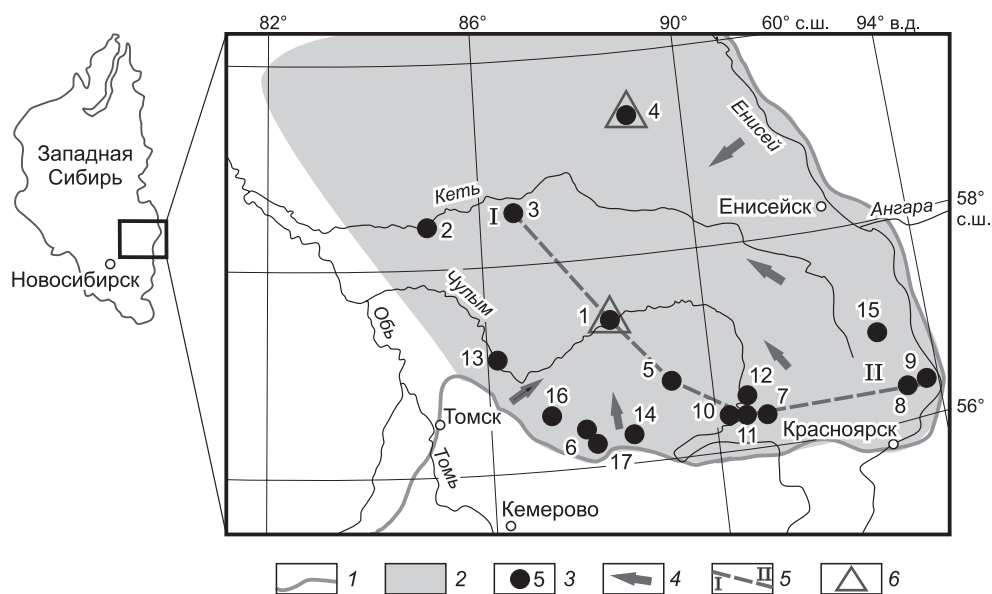 82°
86°
90°
60° с.ш.
94° в.д.
Западная
Сибирь
Новосибирск
4
Енисей
Кеть
Енисейск
58°
с.ш.
Ангара
I
3
2
Чулым
1
Обь
15
13
5
12
II
9
16
10
7
8
56°
Томск
6
14
11
Красноярск
17
Томь
Кемерово
1
2
5
3
4
I
II
5
6